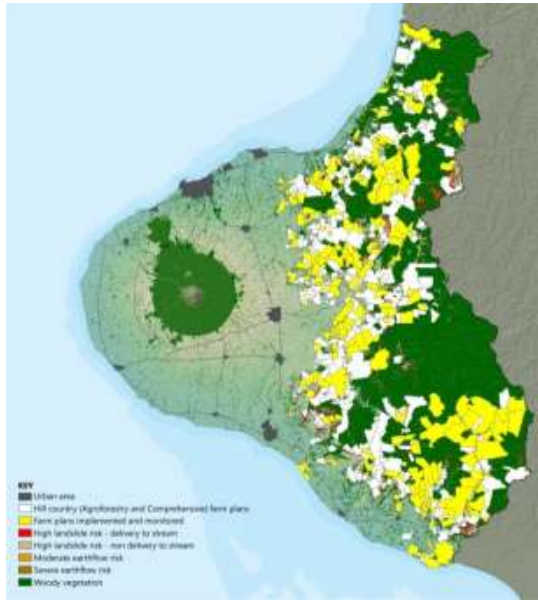 KEY
Urban area
Hill country (Agroforestry and Comprehensive) farm plans
Farm plans implemented and monitored
High landslide risk - delivery to stream
High landslide risk - non delivery to stream
Moderate earthflow risk
Severe earthflow risk
Woody vegetation